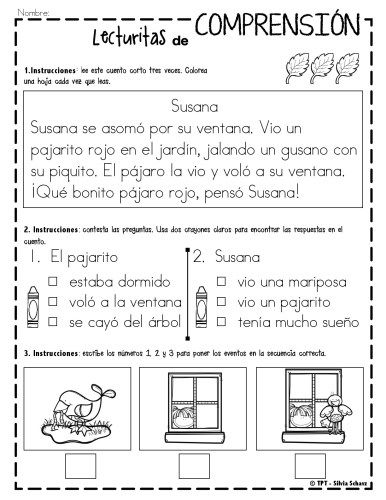 Nombre:
Lecturitas de COMPRENSIÓN
1.Instrucciones: lee este cuento corto tres veces. Colorea
una hoja cada vez que leas.
Susana
Susana se asomó por su ventana. Vio un
pajarito rojo en el jardín, jalando un gusano con
su piquito. El pájaro la vio y voló a su ventana.
¡Qué bonito pájaro rojo, pensó Susana!
2. Instrucciones: contesta las preguntas. Usa dos crayones claros para encontrar las respuestas en el
cuento.
1. El pajarito
estaba dormido
voló a la ventana
se cayó del árbol
2. Susana
vio una mariposa
vio un pajarito
tenía mucho sueño
3. Instrucciones: escribe los números 1, 2 y 3 para poner los eventos en la secuencia correcta.
© TPT - Silvia Schasz